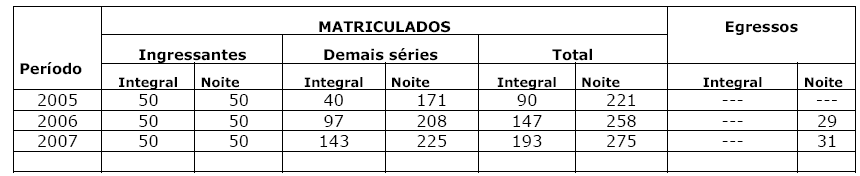 MATRICULADOS Egressos
Ingressantes Demais séries Total
Período
Integral Noite Integral Noite Integral Noite Integral Noite
2005 50 50 40 171 90 221 --- ---
2006 50 50 97 208 147 258 --- 29
2007 50 50 143 225 193 275 --- 31